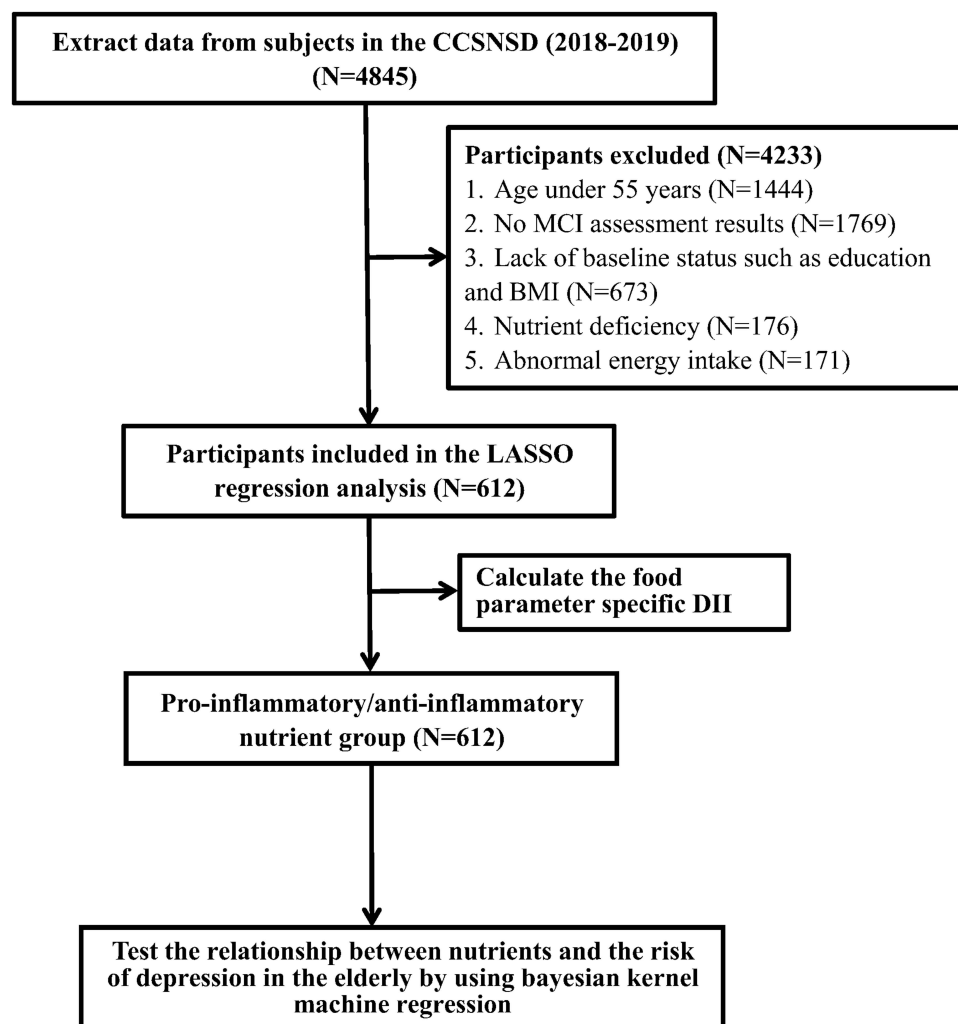 Extract data from subjects in the CCSNSD (2018-2019)
(N=4845)
Participants excluded (N=4233)
1. Age under 55 years (N=1444)
2. No MCI assessment results (N=1769)
3. Lack of baseline status such as education
and BMI (N=673)
4. Nutrient deficiency (N=176)
5. Abnormal energy intake (N=171)
Participants included in the LASSO
regression analysis (N=612)
Calculate the food
parameter specific DII
Pro-inflammatory/anti-inflammatory
nutrient group (N=612)
Test the relationship between nutrients and the risk
of depression in the elderly by using bayesian kernel
machine regression